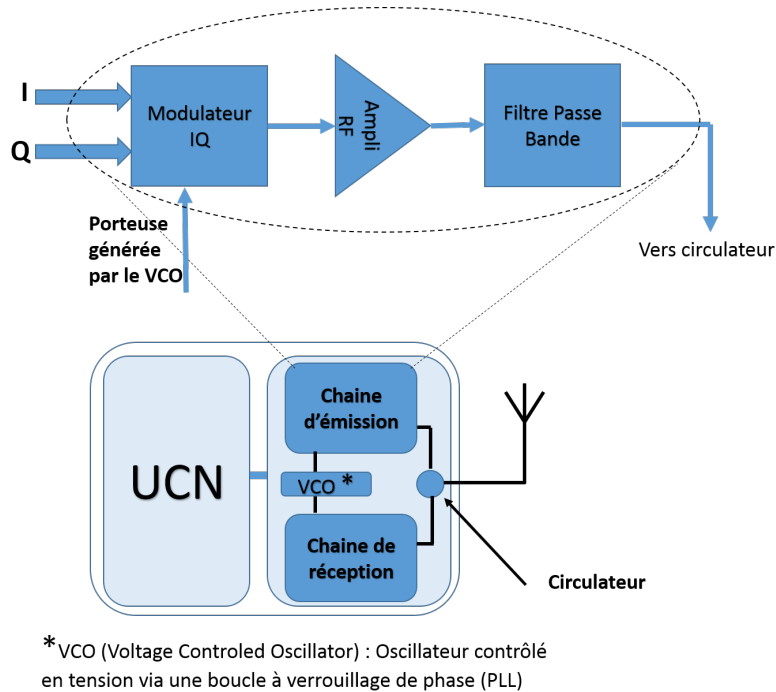 I
Q
Modulateur
IQ
Ampli
RF
Filtre Passe
Bande
Porteuse
générée
par le VCO
Vers circulateur
Chaine
d'émission
UCN
VCO *
Chaine de
réception
Circulateur
*VCO (Voltage Controled Oscillator) : Oscillateur contrôlé
en tension via une boucle à verrouillage de phase (PLL)